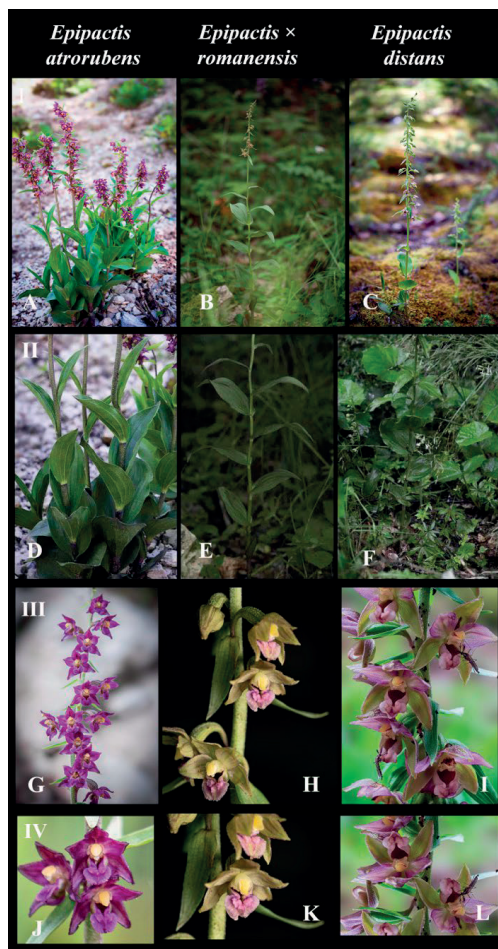 Epipactis
atrorubens
Epipactis ×
romanensis
Epipactis
distans
I
A
B
C
II
D
E
F
III
G
H
I
IV
J
K
L